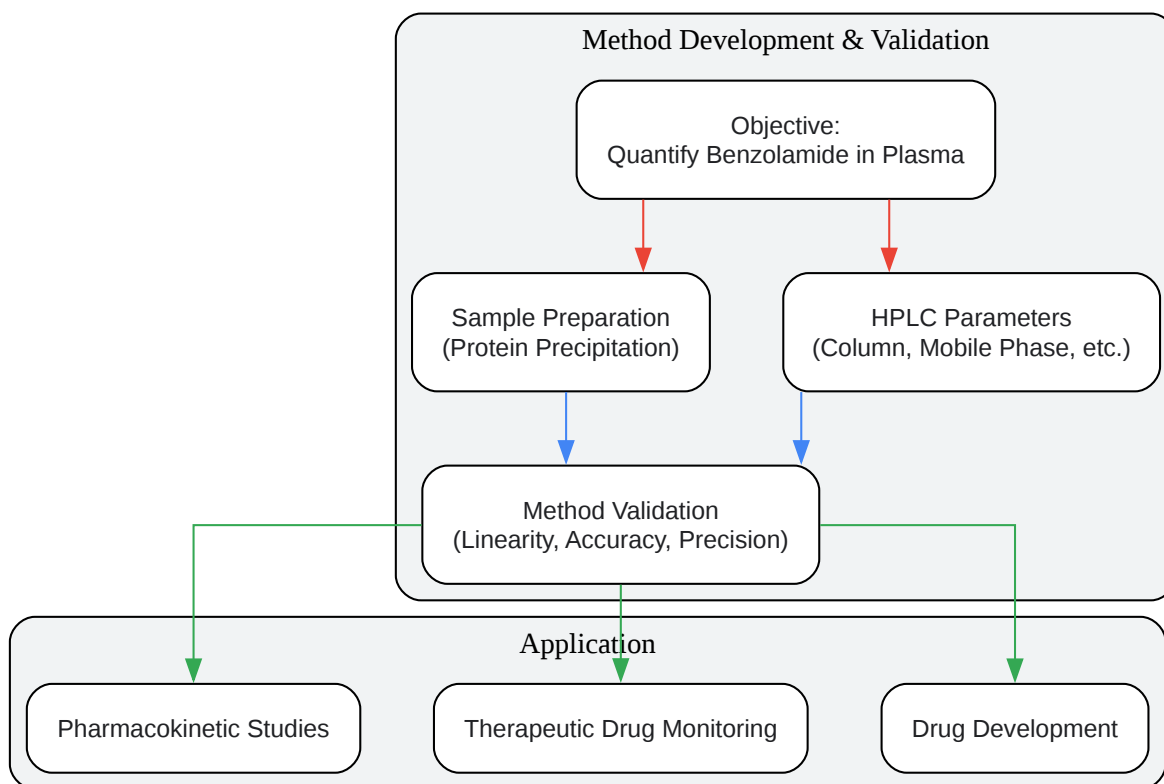 Method Development & Validation
Objective:
Quantify Benzolamide in Plasma
Sample Preparation
(Protein Precipitation)
HPLC Parameters
(Column, Mobile Phase, etc.)
Method Validation
(Linearity, Accuracy, Precision)
Application
Pharmacokinetic Studies
Therapeutic Drug Monitoring
Drug Development